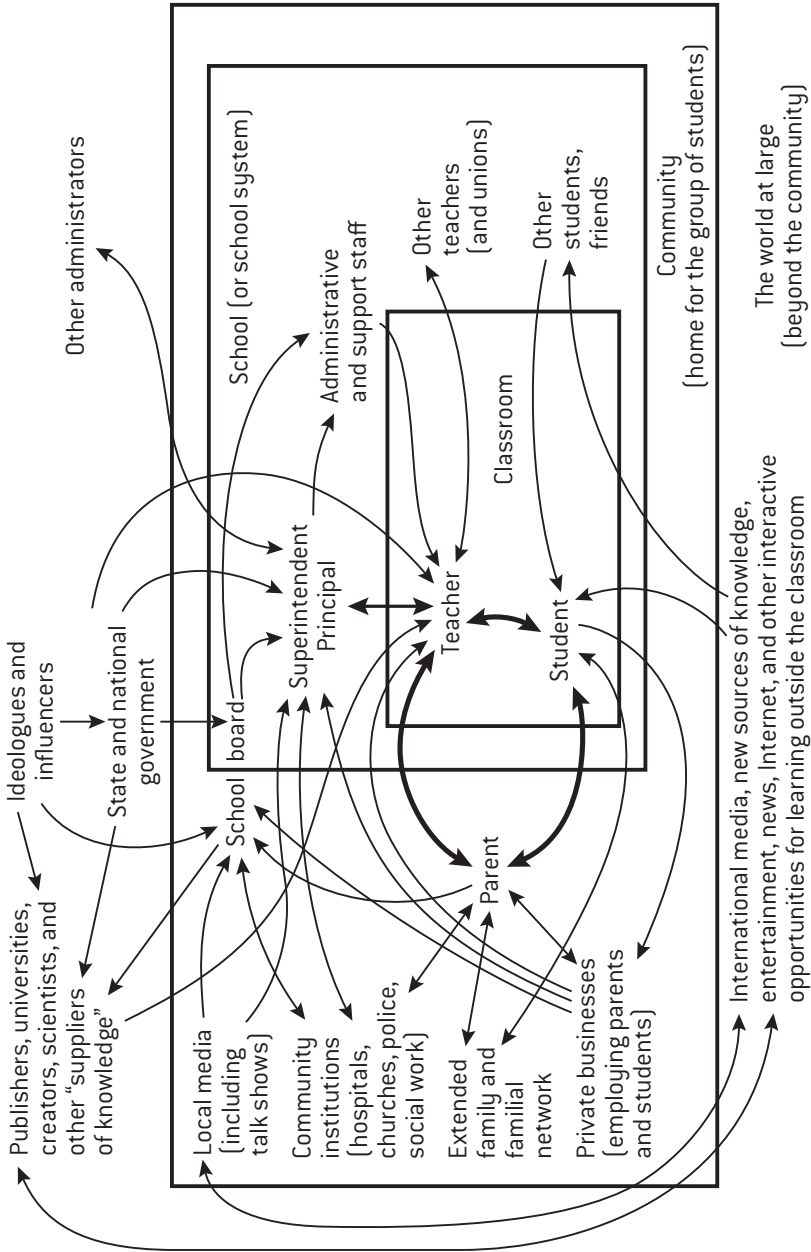 Publishers, universities,
creators, scientists, and
other “suppliers
of knowledge”
Ideologues and
influencers
State and national
government
Other administrators
Local media
(including
talk shows)
Community
institutions
(hospitals,
churches, police,
social work)
Extended
family and
familial
network
Private businesses
(employing parents
and students)
School board
Parent
Superintendent
Principal
Teacher
Student
Classroom
School (or school system)
Administrative
and support staff
Other
teachers
(and unions)
Other
students,
friends
Community
(home for the group of students)
International media, new sources of knowledge,
entertainment, news, Internet, and other interactive
opportunities for learning outside the classroom
The world at large
(beyond the community)